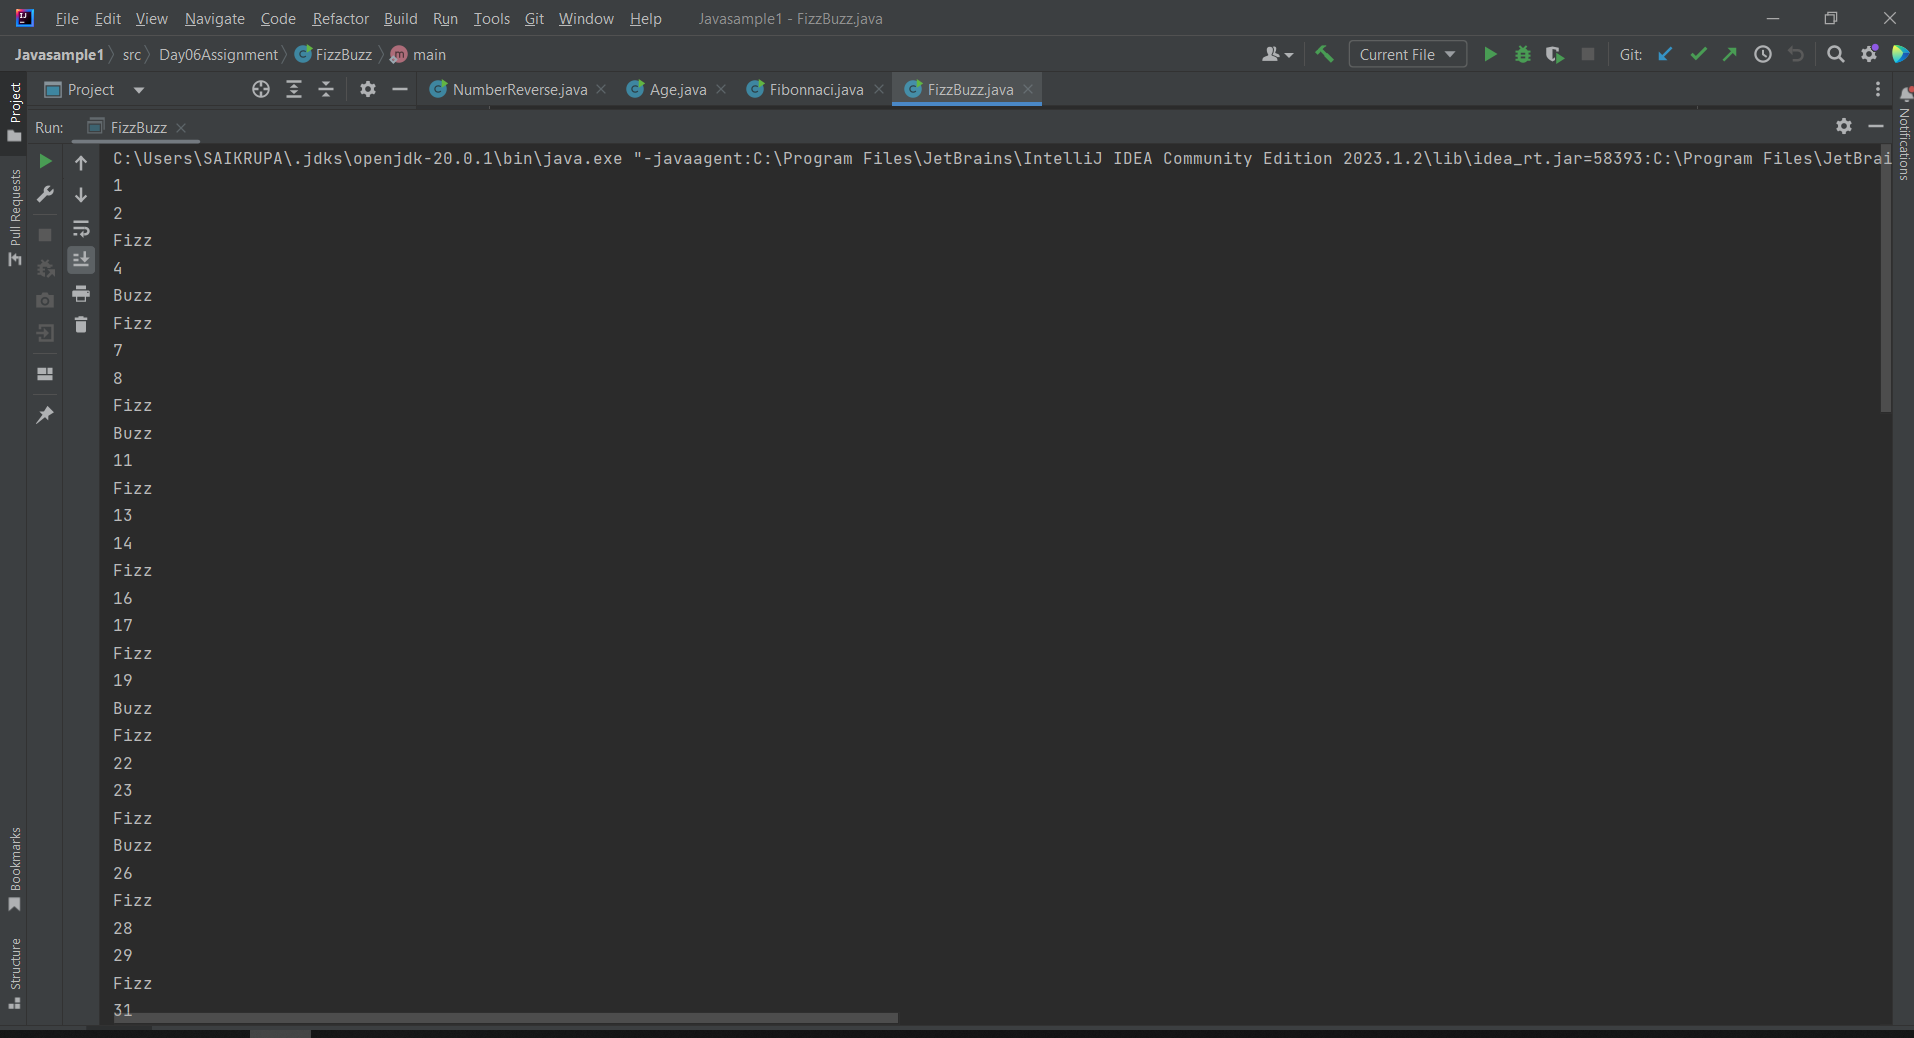 File Edit View Navigate Code Refactor Build Run Tools Git Window Help Javasample1 - FizzBuzz.java
Javasample1 src Day06Assignment FizzBuzz m main Current File Git:
Project NumberReverse.java Age.java Fibonnaci.java FizzBuzz.java
Run: FizzBuzz
C:\Users\SAIKRUPA\.jdks\openjdk-20.0.1\bin\java.exe "-javaagent:C:\Program Files\JetBrains\IntelliJ IDEA Community Edition 2023.1.2\lib\idea_rt.jar=58393:C:\Program Files\JetBrai
1
2
Fizz
4
Buzz
Fizz
7
8
Fizz
Buzz
11
Fizz
13
14
Fizz
16
17
Fizz
19
Buzz
Fizz
22
23
Fizz
Buzz
26
Fizz
28
29
Fizz
31
Project
Pull Requests
Bookmarks
Structure
Notifications